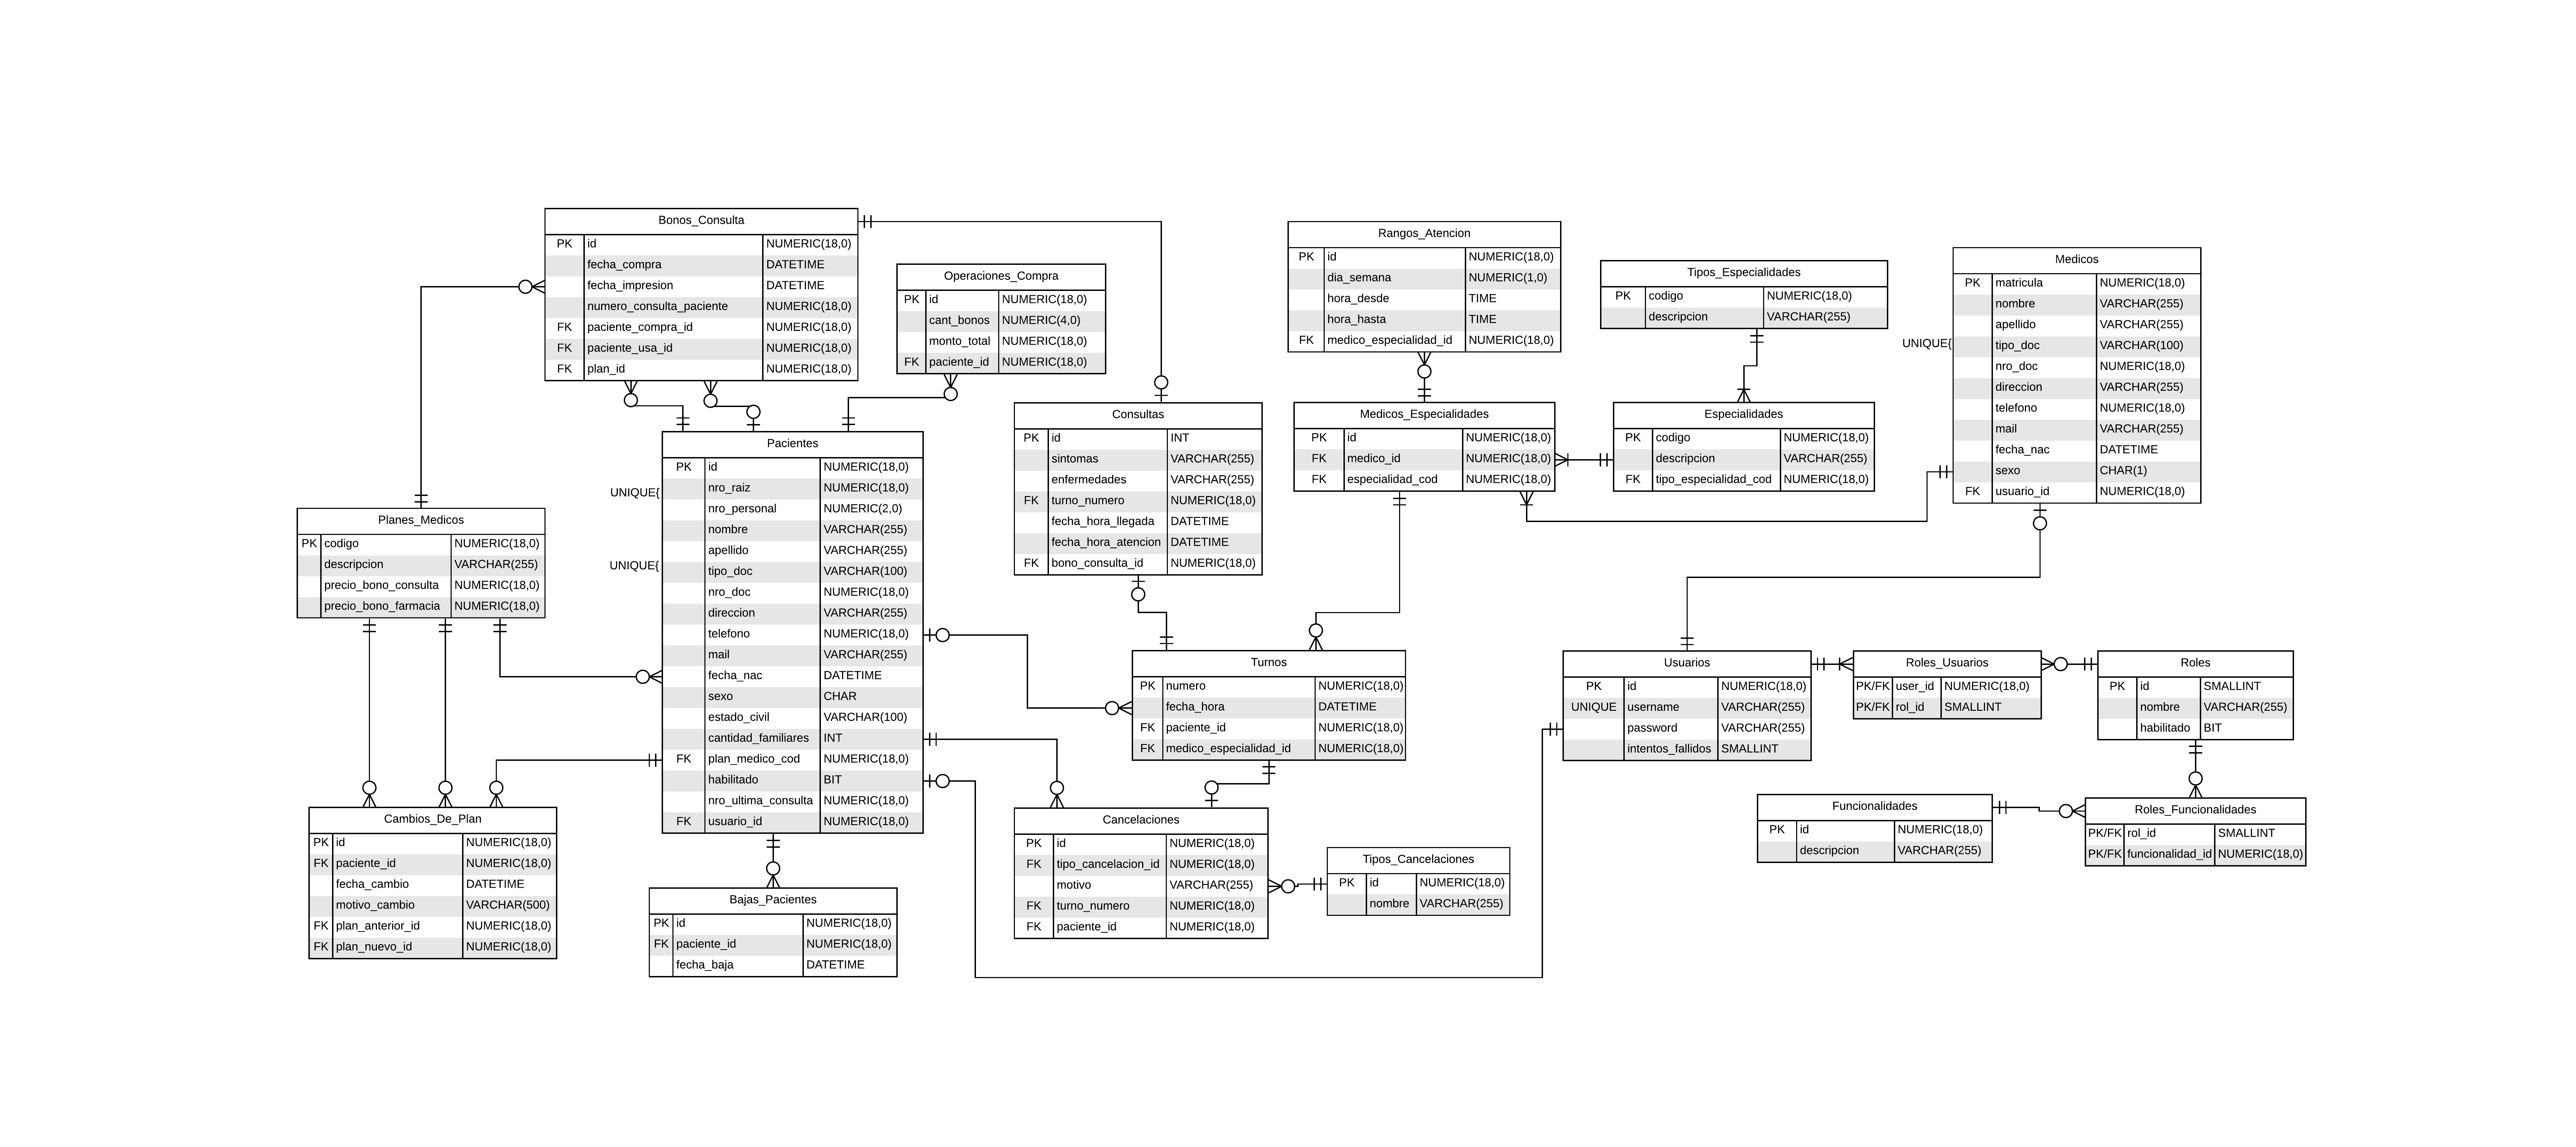 Bonos_Consulta
PK id NUMERIC(18,0)
fecha_compra DATETIME
fecha_impresion DATETIME
numero_consulta_paciente NUMERIC(18,0)
FK paciente_compra_id NUMERIC(18,0)
FK paciente_usa_id NUMERIC(18,0)
FK plan_id NUMERIC(18,0)
Operaciones_Compra
PK id NUMERIC(18,0)
cant_bonos NUMERIC(4,0)
monto_total NUMERIC(18,0)
FK paciente_id NUMERIC(18,0)
Rangos_Atencion
PK id NUMERIC(18,0)
dia_semana NUMERIC(1,0)
hora_desde TIME
hora_hasta TIME
FK medico_especialidad_id NUMERIC(18,0)
Tipos_Especialidades
PK codigo NUMERIC(18,0)
descripcion VARCHAR(255)
Medicos
PK matricula NUMERIC(18,0)
nombre VARCHAR(255)
apellido VARCHAR(255)
UNIQUE{ tipo_doc VARCHAR(100)
nro_doc NUMERIC(18,0)
direccion VARCHAR(255)
telefono NUMERIC(18,0)
mail VARCHAR(255)
fecha_nac DATETIME
sexo CHAR(1)
FK usuario_id NUMERIC(18,0)
Consultas
PK id INT
sintomas VARCHAR(255)
enfermedades VARCHAR(255)
FK turno_numero NUMERIC(18,0)
fecha_hora_llegada DATETIME
fecha_hora_atencion DATETIME
FK bono_consulta_id NUMERIC(18,0)
Medicos_Especialidades
PK id NUMERIC(18,0)
FK medico_id NUMERIC(18,0)
FK especialidad_cod NUMERIC(18,0)
Especialidades
PK codigo NUMERIC(18,0)
descripcion VARCHAR(255)
FK tipo_especialidad_cod NUMERIC(18,0)
Pacientes
PK id NUMERIC(18,0)
UNIQUE{ nro_raiz NUMERIC(18,0)
nro_personal NUMERIC(2,0)
nombre VARCHAR(255)
apellido VARCHAR(255)
UNIQUE{ tipo_doc VARCHAR(100)
nro_doc NUMERIC(18,0)
direccion VARCHAR(255)
telefono NUMERIC(18,0)
mail VARCHAR(255)
fecha_nac DATETIME
sexo CHAR
estado_civil VARCHAR(100)
cantidad_familiares INT
FK plan_medico_cod NUMERIC(18,0)
habilitado BIT
nro_ultima_consulta NUMERIC(18,0)
FK usuario_id NUMERIC(18,0)
Planes_Medicos
PK codigo NUMERIC(18,0)
descripcion VARCHAR(255)
precio_bono_consulta NUMERIC(18,0)
precio_bono_farmacia NUMERIC(18,0)
Turnos
PK numero NUMERIC(18,0)
fecha_hora DATETIME
FK paciente_id NUMERIC(18,0)
FK medico_especialidad_id NUMERIC(18,0)
Usuarios
PK id NUMERIC(18,0)
UNIQUE username VARCHAR(255)
password VARCHAR(255)
intentos_fallidos SMALLINT
Roles_Usuarios
PK/FK user_id NUMERIC(18,0)
PK/FK rol_id SMALLINT
Roles
PK id SMALLINT
nombre VARCHAR(255)
habilitado BIT
Funcionalidades
PK id NUMERIC(18,0)
descripcion VARCHAR(255)
Roles_Funcionalidades
PK/FK rol_id SMALLINT
PK/FK funcionalidad_id NUMERIC(18,0)
Cambios_De_Plan
PK id NUMERIC(18,0)
FK paciente_id NUMERIC(18,0)
fecha_cambio DATETIME
motivo_cambio VARCHAR(500)
FK plan_anterior_id NUMERIC(18,0)
FK plan_nuevo_id NUMERIC(18,0)
Bajas_Pacientes
PK id NUMERIC(18,0)
FK paciente_id NUMERIC(18,0)
fecha_baja DATETIME
Cancelaciones
PK id NUMERIC(18,0)
FK tipo_cancelacion_id NUMERIC(18,0)
motivo VARCHAR(255)
FK turno_numero NUMERIC(18,0)
FK paciente_id NUMERIC(18,0)
Tipos_Cancelaciones
PK id NUMERIC(18,0)
nombre VARCHAR(255)